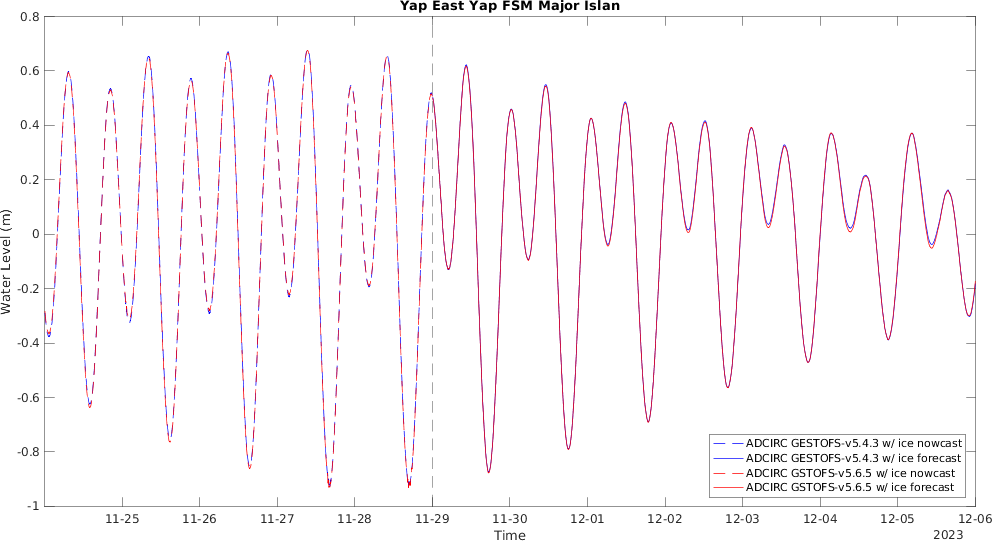 Yap East Yap FSM Major Islan
0.8
0.6
0.4
0.2
0
-0.2
-0.4
-0.6
-0.8
-1
Water Level (m)
ADCIRC GESTOFS-v5.4.3 w/ ice nowcast
ADCIRC GESTOFS-v5.4.3 w/ ice forecast
ADCIRC GSTOFS-v5.6.5 w/ ice nowcast
ADCIRC GSTOFS-v5.6.5 w/ ice forecast
11-25 11-26 11-27 11-28 11-29 11-30 12-01 12-02 12-03 12-04 12-05 12-06
Time
2023